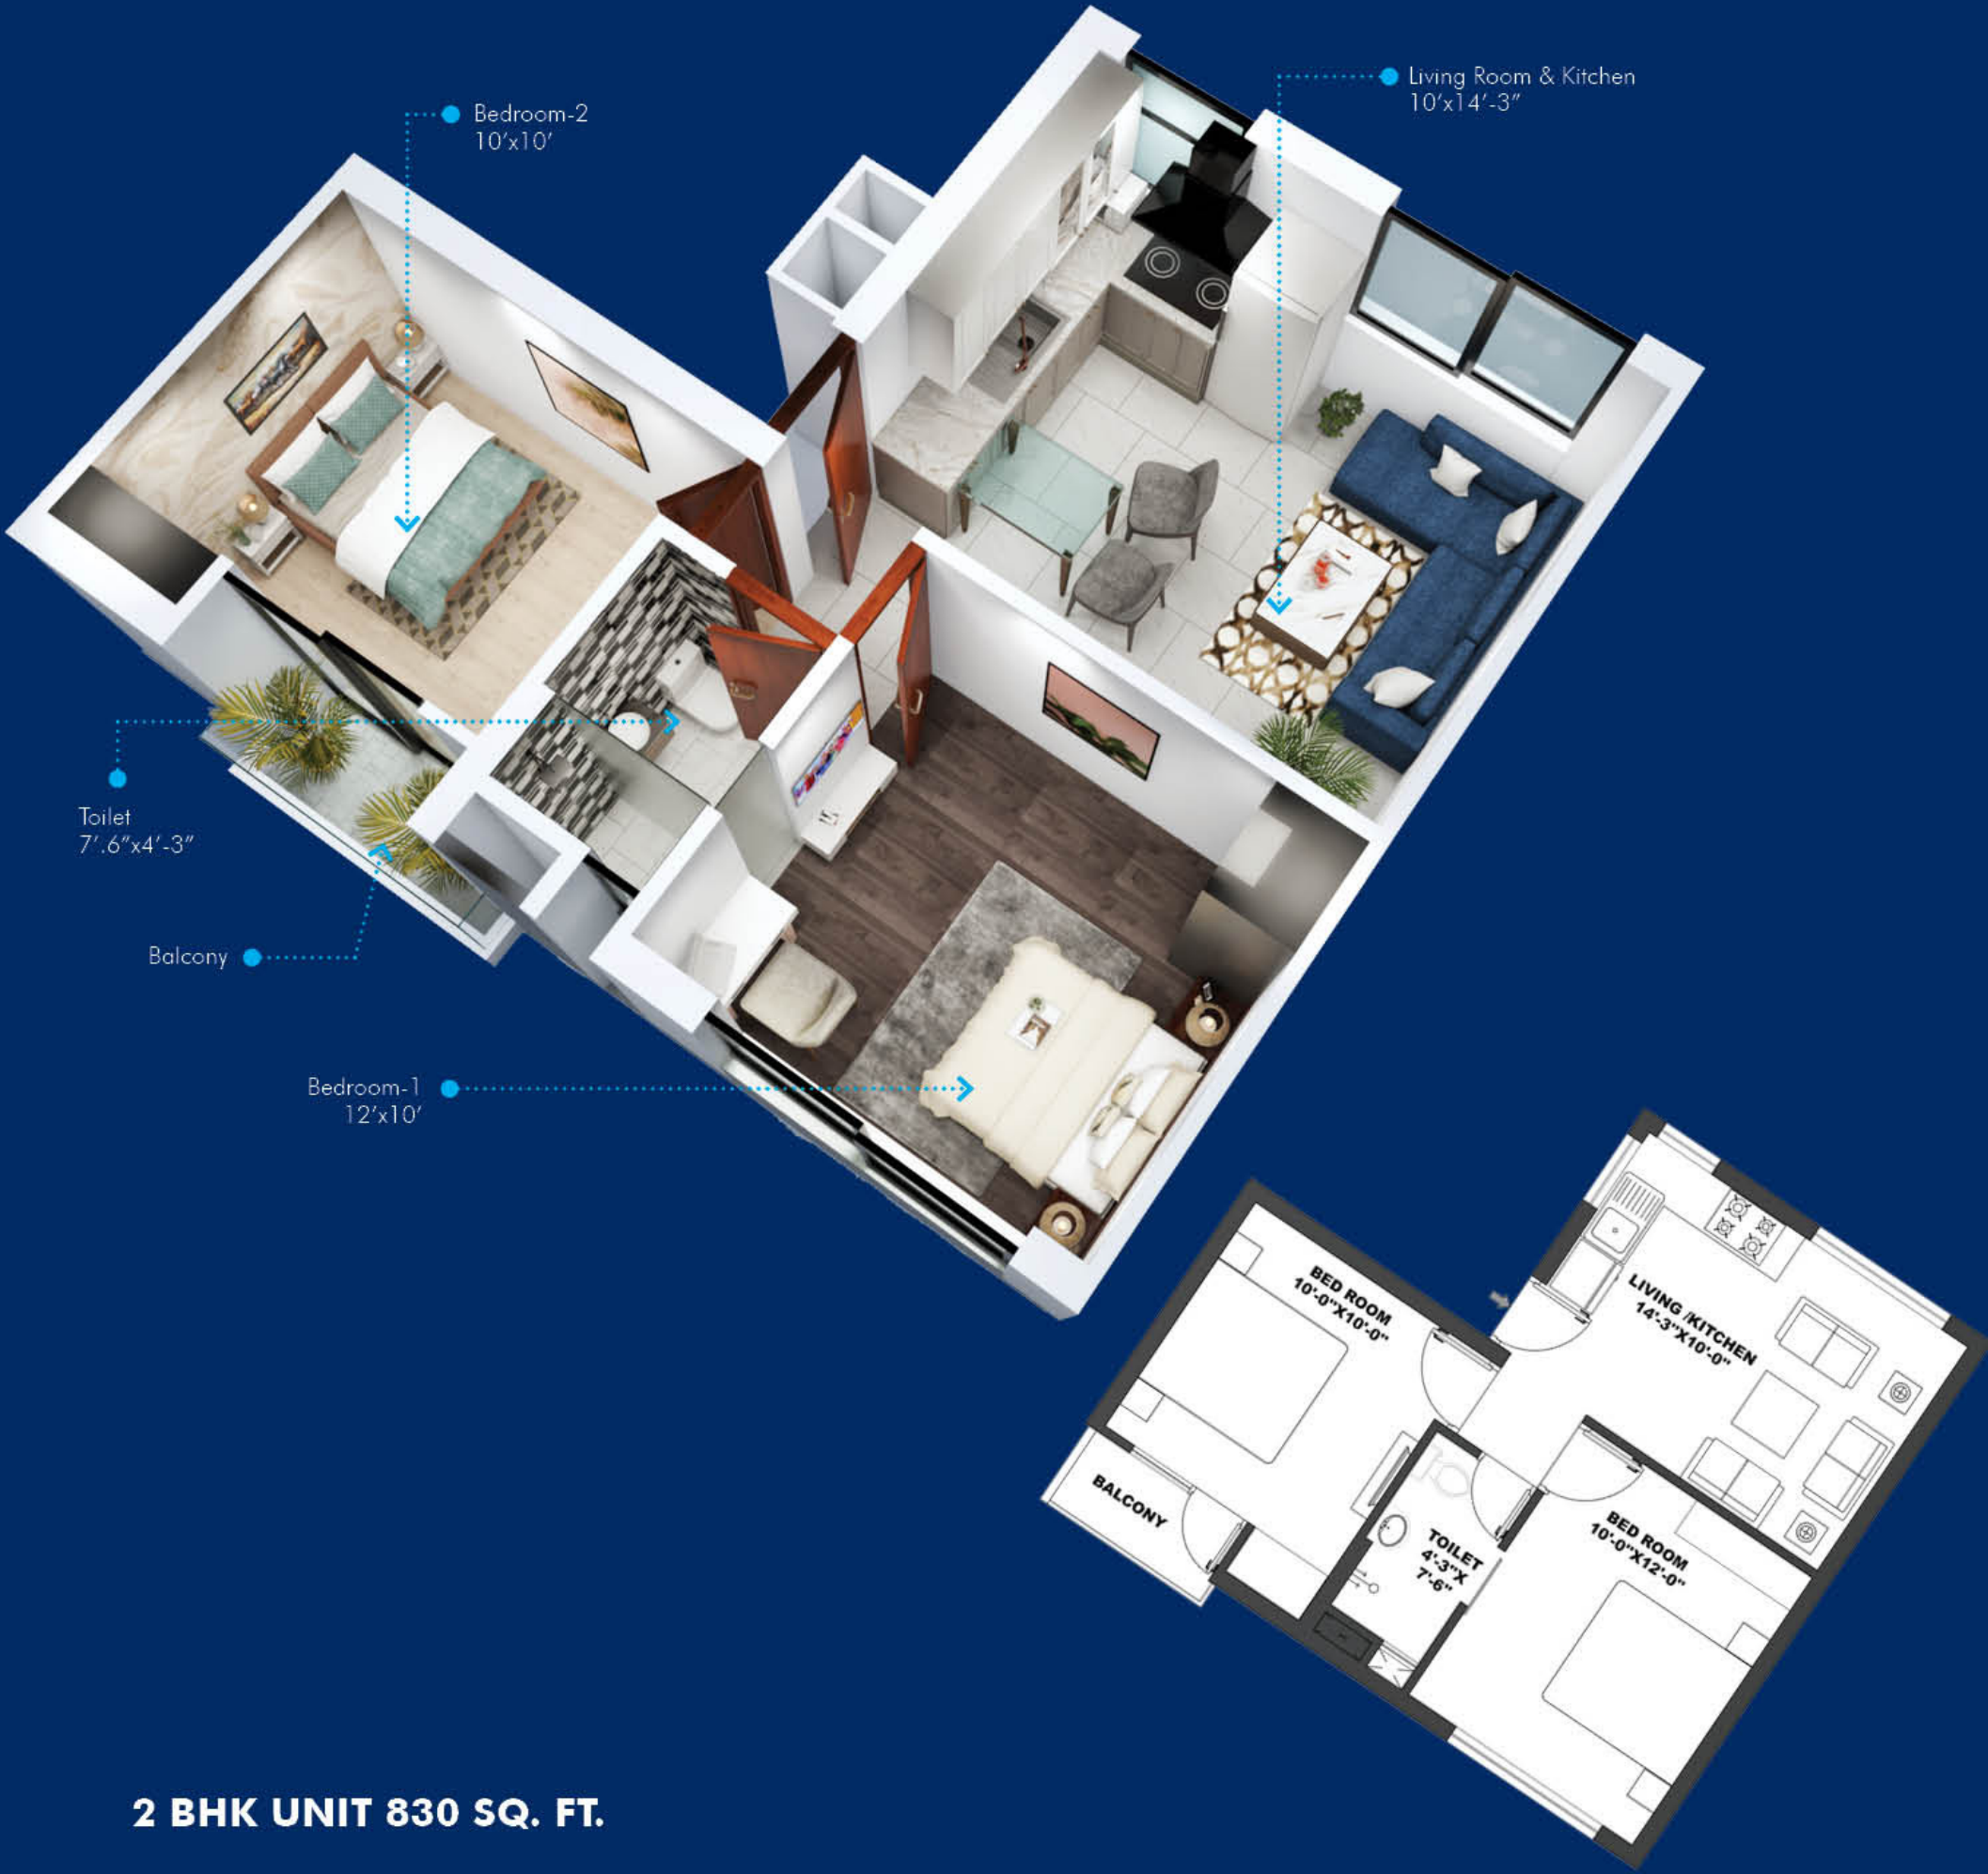 Bedroom-2
10’x10’
Living Room & Kitchen
10’x14’-3”
Toilet
7’.6”x4’-3”
Balcony
Bedroom-1
12’x10’
BED ROOM
10'-0"X10'-0"
LIVING /KITCHEN
14'-3"X10'-0"
BALCONY
TOILET
4'-3"X
7'-6"
BED ROOM
10'-0"X12'-0"
2 BHK UNIT 830 SQ. FT.